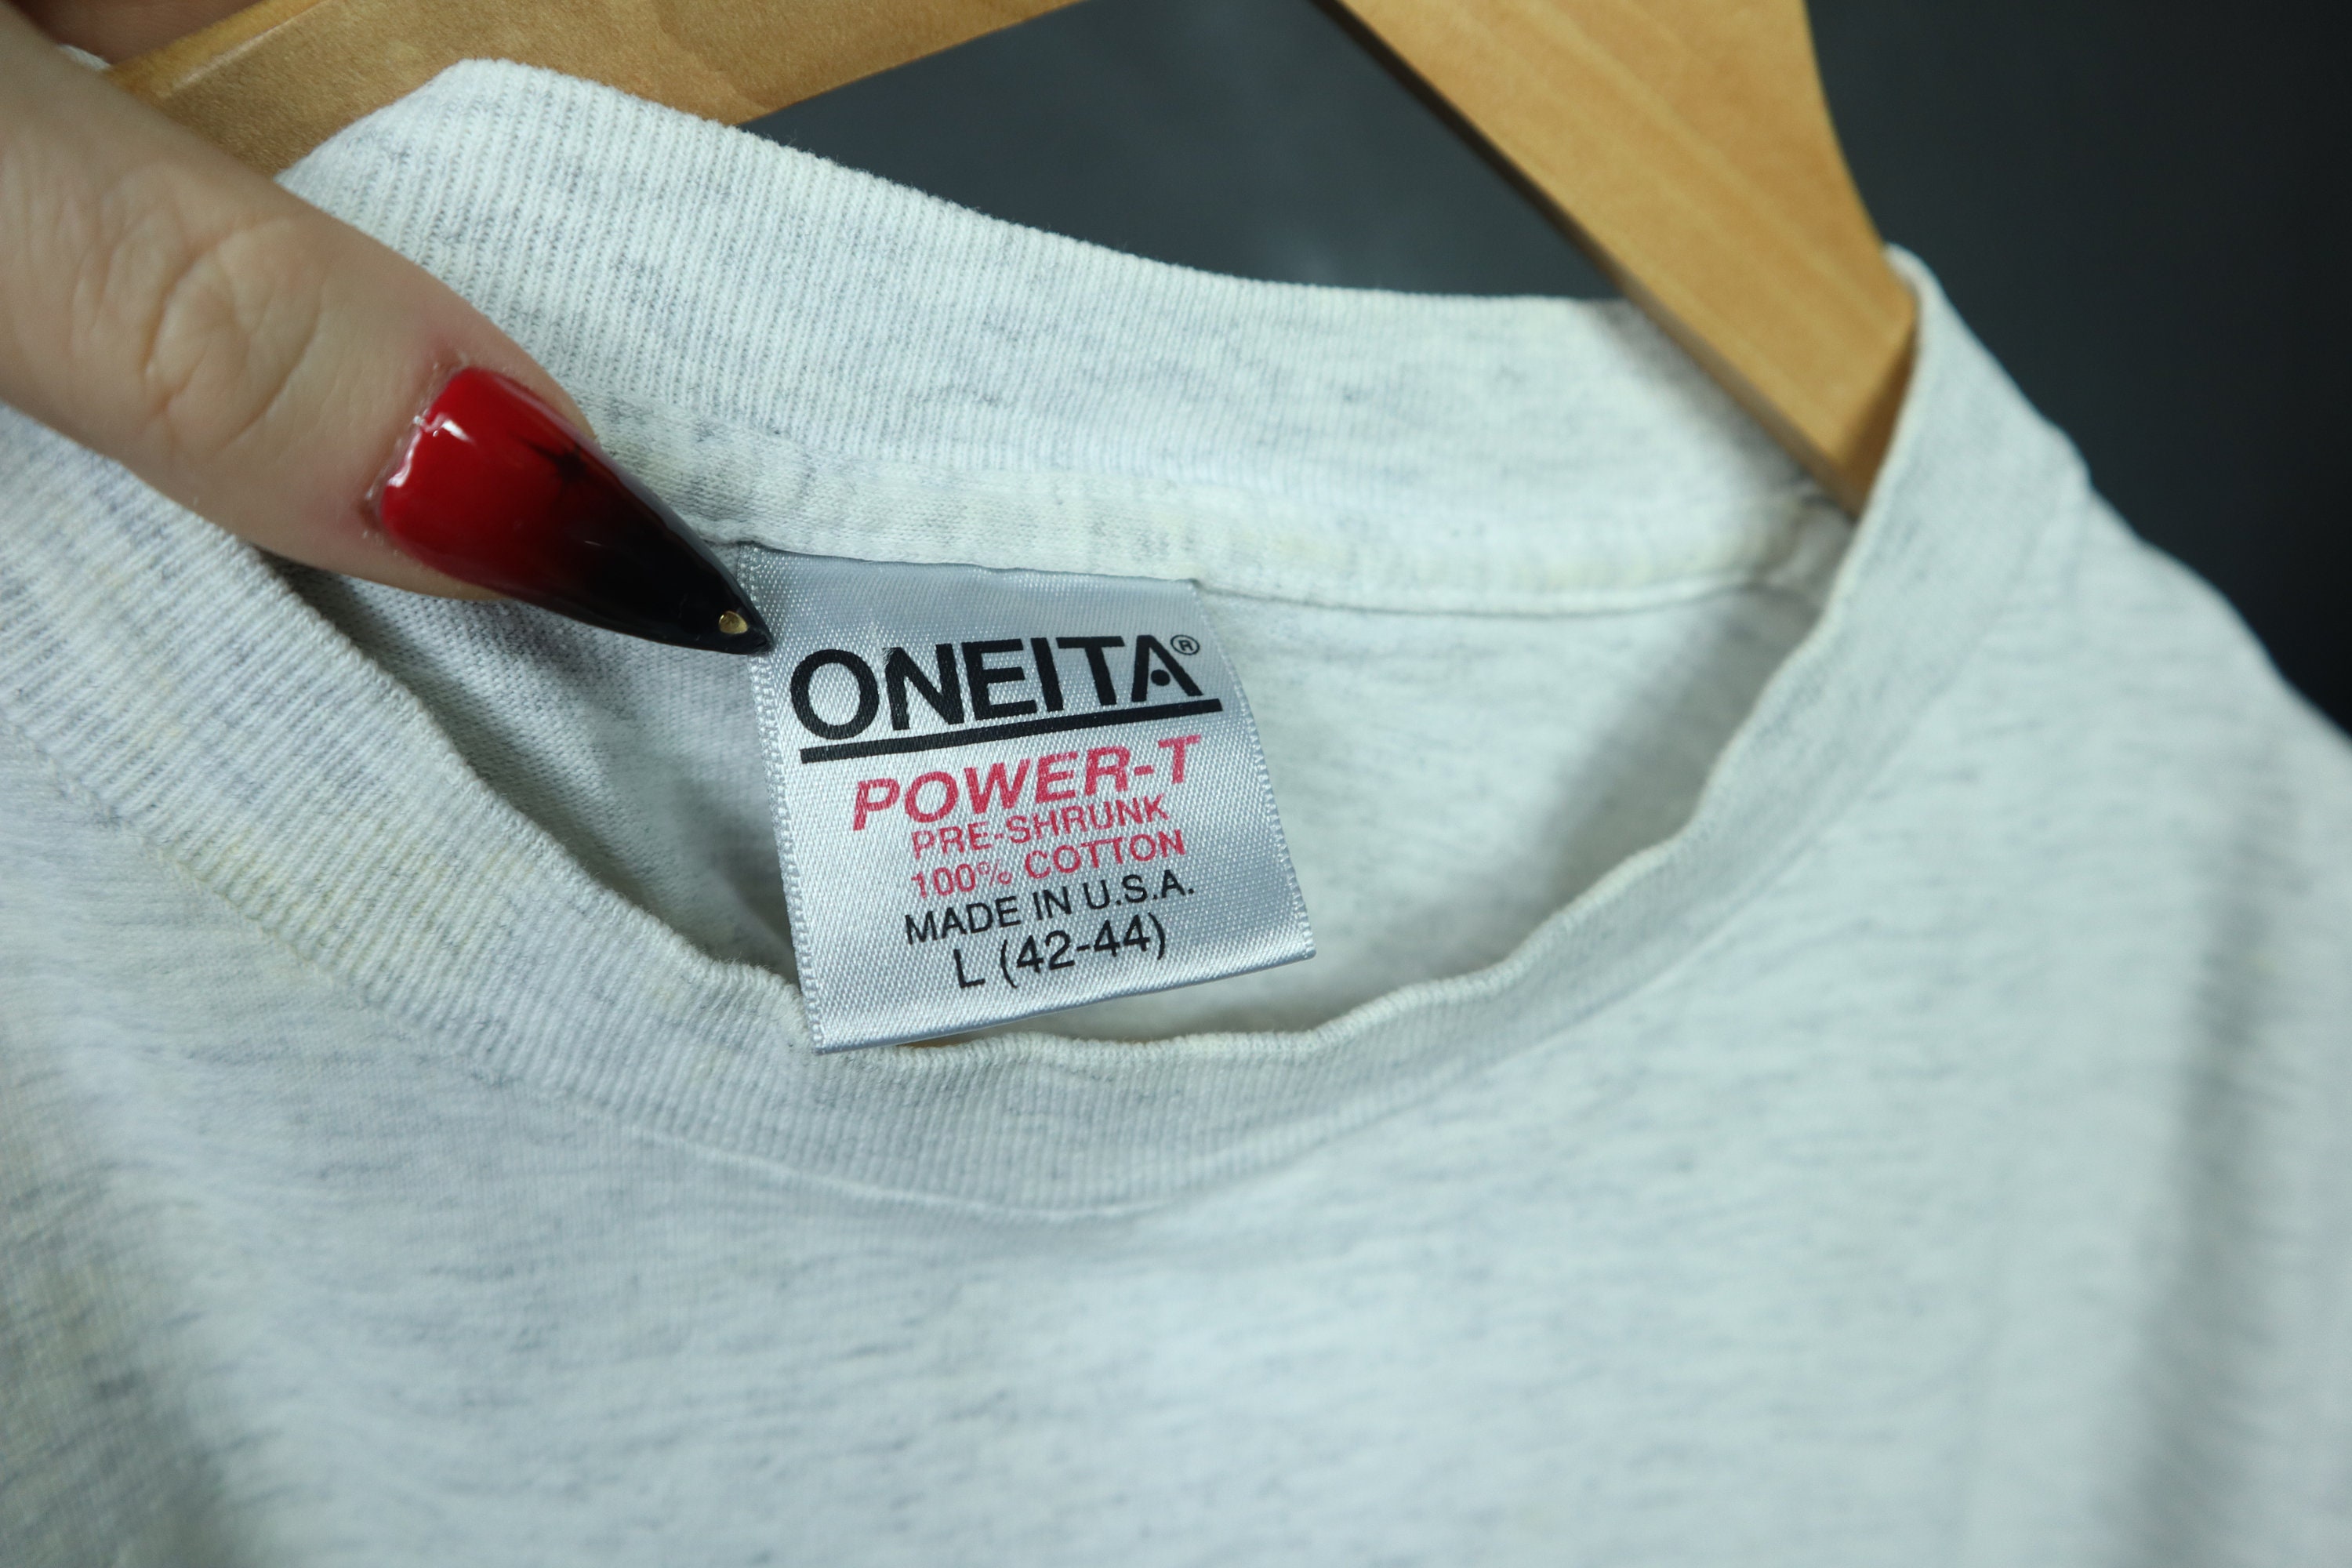 ONEITA®
POWER-T
PRE-SHRUNK
100% COTTON
MADE IN U.S.A.
L (42-44)